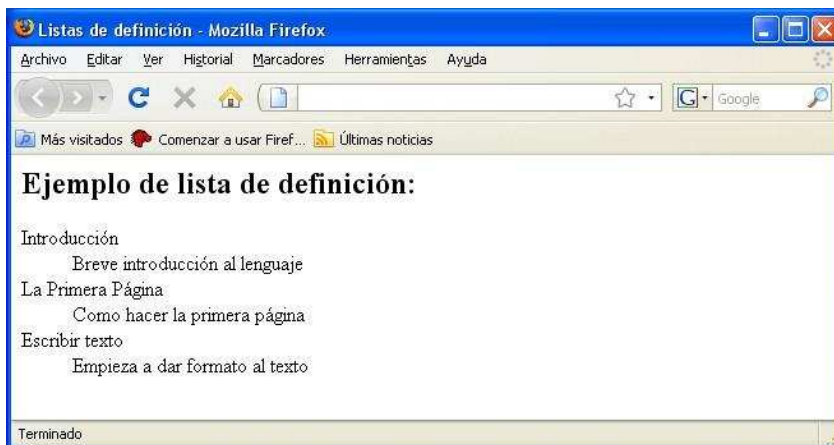 Listas de definición - Mozilla Firefox
Archivo Editar Ver Historial Marcadores Herramientas Ayuda
G Google
Más visitados Comenzar a usar Firef... Últimas noticias
Ejemplo de lista de definición:
Introducción
Breve introducción al lenguaje
La Primera Página
Como hacer la primera página
Escribir texto
Empieza a dar formato al texto
Terminado